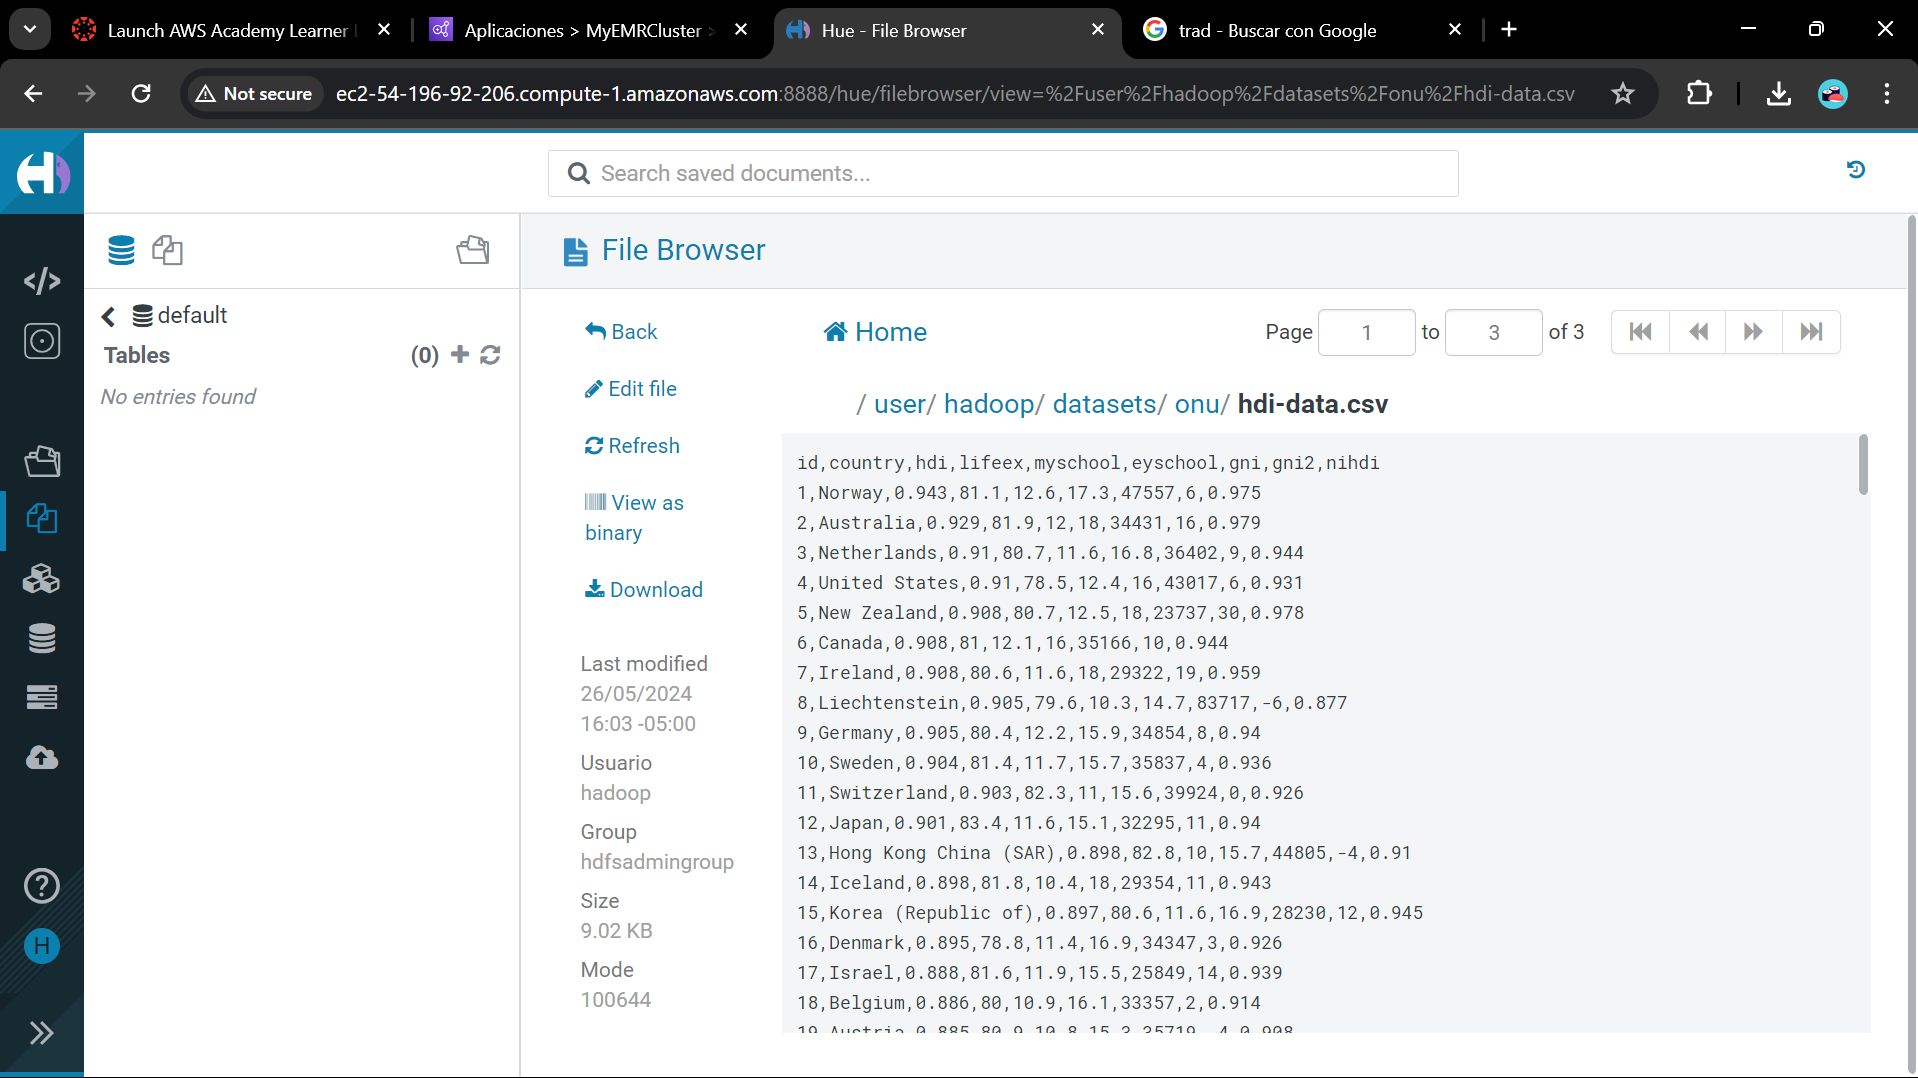 Launch AWS Academy Learner L
Aplicaciones > MyEMRCluster >
Hue - File Browser
trad - Buscar con Google
Not secure
ec2-54-196-92-206.compute-1.amazonaws.com:8888/hue/filebrowser/view=%2Fuser%2Fhadoop%2Fdatasets%2Fonu%2Fhdi-data.csv
Search saved documents...
File Browser
default
Tables
(0)
No entries found
Back
Edit file
Refresh
View as
binary
Download
Last modified
26/05/2024
16:03 -05:00
Usuario
hadoop
Group
hdfsadmingroup
Size
9.02 KB
Mode
100644
Home
Page 1 to 3 of 3
/ user/ hadoop/ datasets/ onu/ hdi-data.csv
id,country,hdi,lifeex,myschool,eyschool,gni,gni2,nihdi
1,Norway,0.943,81.1,12.6,17.3,47557,6,0.975
2,Australia,0.929,81.9,12,18,34431,16,0.979
3,Netherlands,0.91,80.7,11.6,16.8,36402,9,0.944
4,United States,0.91,78.5,12.4,16,43017,6,0.931
5,New Zealand,0.908,80.7,12.5,18,23737,30,0.978
6,Canada,0.908,81,12.1,16,35166,10,0.944
7,Ireland,0.908,80.6,11.6,18,29322,19,0.959
8,Liechtenstein,0.905,79.6,10.3,14.7,83717,-6,0.877
9,Germany,0.905,80.4,12.2,15.9,34854,8,0.94
10,Sweden,0.904,81.4,11.7,15.7,35837,4,0.936
11,Switzerland,0.903,82.3,11,15.6,39924,0,0.926
12,Japan,0.901,83.4,11.6,15.1,32295,11,0.94
13,Hong Kong China (SAR),0.898,82.8,10,15.7,44805,-4,0.91
14,Iceland,0.898,81.8,10.4,18,29354,11,0.943
15,Korea (Republic of),0.897,80.6,11.6,16.9,28230,12,0.945
16,Denmark,0.895,78.8,11.4,16.9,34347,3,0.926
17,Israel,0.888,81.6,11.9,15.5,25849,14,0.939
18,Belgium,0.886,80,10.9,16.1,33357,2,0.914
19,Austria,0.885,80.9,10.8,15.3,35719,-4,0.908
H